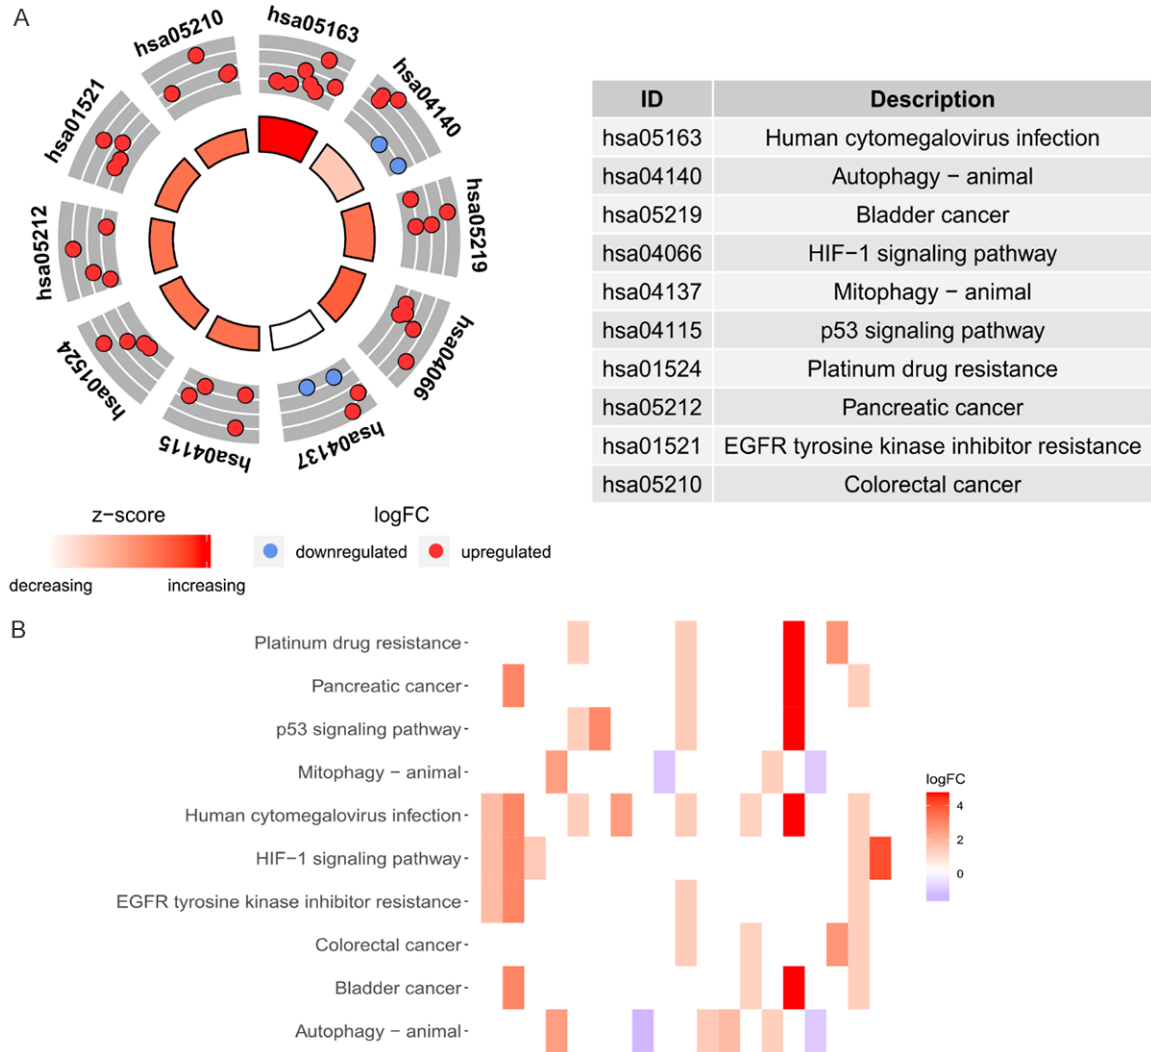 A
hsa05210
hsa05163
hsa04140
hsa01521
hsa05219
hsa05212
hsa04066
hsa01524
hsa04115
hsa04137
z−score
decreasing
increasing
logFC
downregulated
upregulated
ID Description
hsa05163 Human cytomegalovirus infection
hsa04140 Autophagy − animal
hsa05219 Bladder cancer
hsa04066 HIF−1 signaling pathway
hsa04137 Mitophagy − animal
hsa04115 p53 signaling pathway
hsa01524 Platinum drug resistance
hsa05212 Pancreatic cancer
hsa01521 EGFR tyrosine kinase inhibitor resistance
hsa05210 Colorectal cancer
B
Platinum drug resistance
Pancreatic cancer
p53 signaling pathway
Mitophagy − animal
Human cytomegalovirus infection
HIF−1 signaling pathway
EGFR tyrosine kinase inhibitor resistance
Colorectal cancer
Bladder cancer
Autophagy − animal
logFC
4
2
0